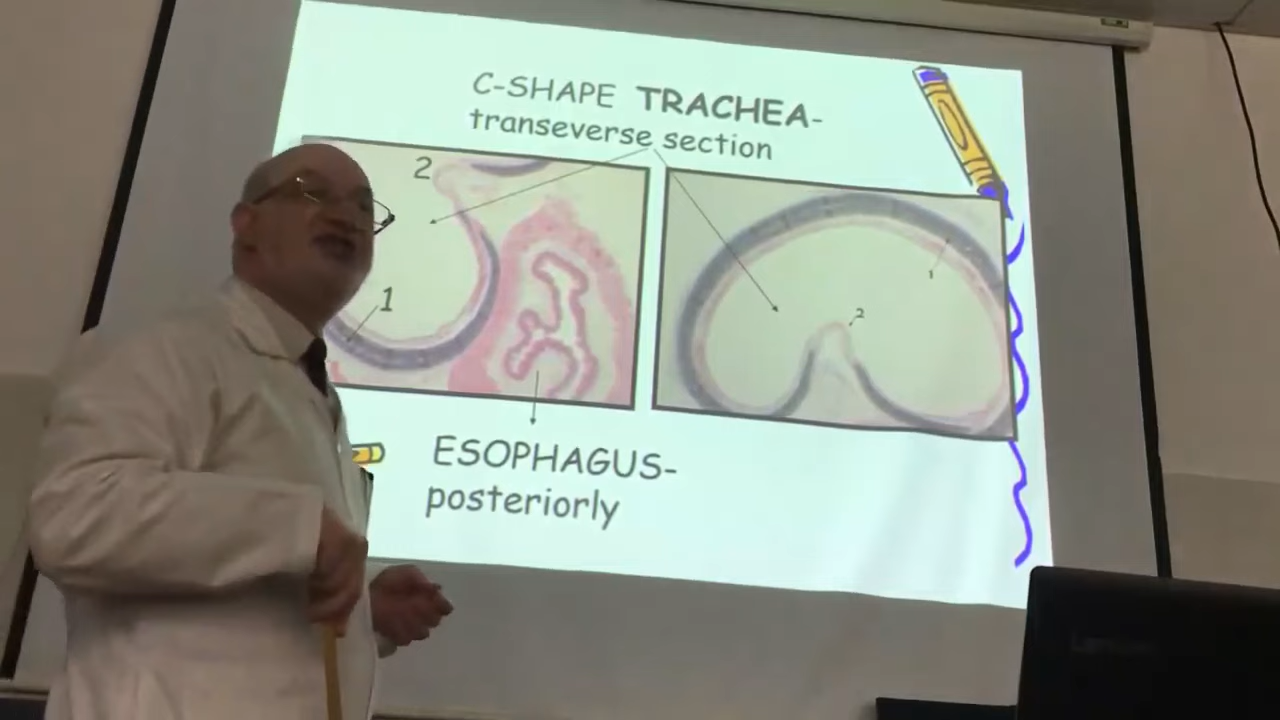 C-SHAPE TRACHEA-
transeverse section
2
1
1
2
ESOPHAGUS-
posteriorly